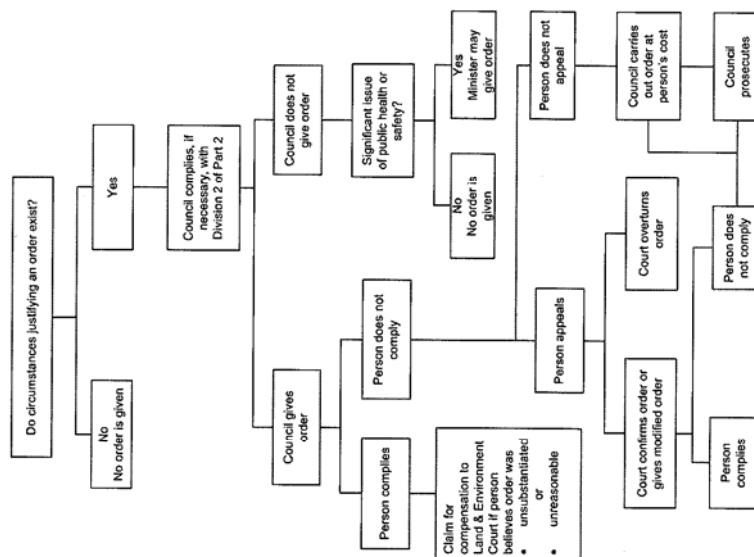 Do circumstances justifying an order exist?
No
No order is given
Yes
Council complies, if
necessary, with
Division 2 of Part 2
Council gives
order
Council does not
give order
Person complies
Person does not
comply
Significant issue
of public health or
safety?
Claim for
compensation to
Land & Environment
Court if person
believes order was
• unsubstantiated
or
• unreasonable
No
No order is
given
Yes
Minister may
give order
Person appeals
Person does not
appeal
Court confirms order or
gives modified order
Court overturns
order
Council carries
out order at
person's cost
Person
complies
Person does
not comply
Council
prosecutes